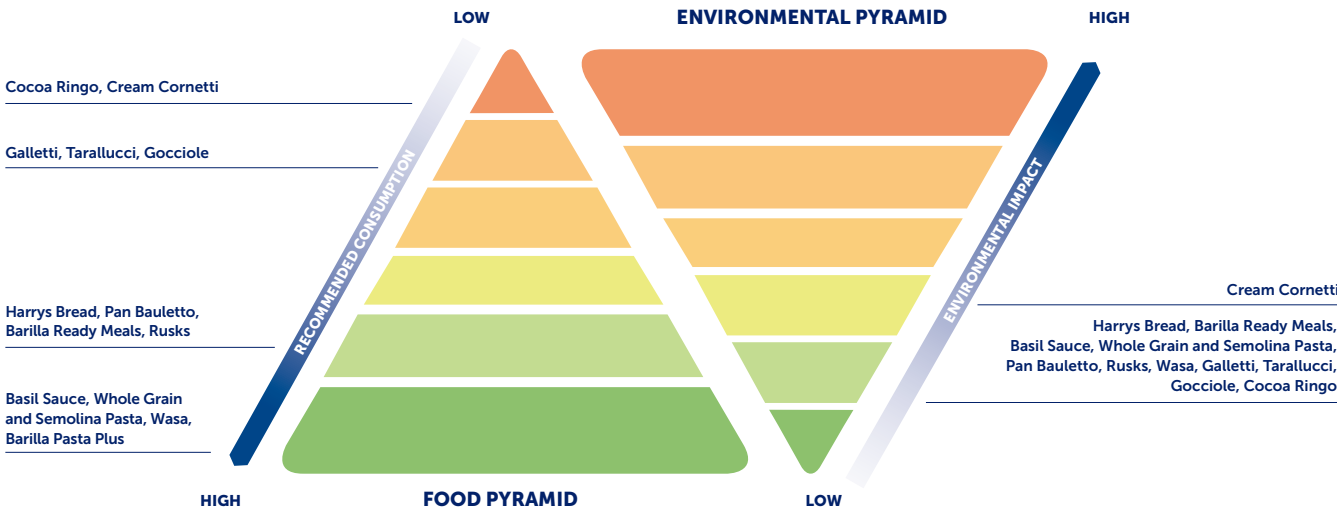 LOW
ENVIRONMENTAL PYRAMID
HIGH
Cocoa Ringo, Cream Cornetti
Galletti, Tarallucci, Gocciole
RECOMMENDED CONSUMPTION
ENVIRONMENTAL IMPACT
Harrys Bread, Pan Bauletto,
Barilla Ready Meals, Rusks
Basil Sauce, Whole Grain
and Semolina Pasta, Wasa,
Barilla Pasta Plus
Cream Cornetti
Harrys Bread, Barilla Ready Meals,
Basil Sauce, Whole Grain and Semolina Pasta,
Pan Bauletto, Rusks, Wasa, Galletti, Tarallucci,
Gocciole, Cocoa Ringo
HIGH
FOOD PYRAMID
LOW